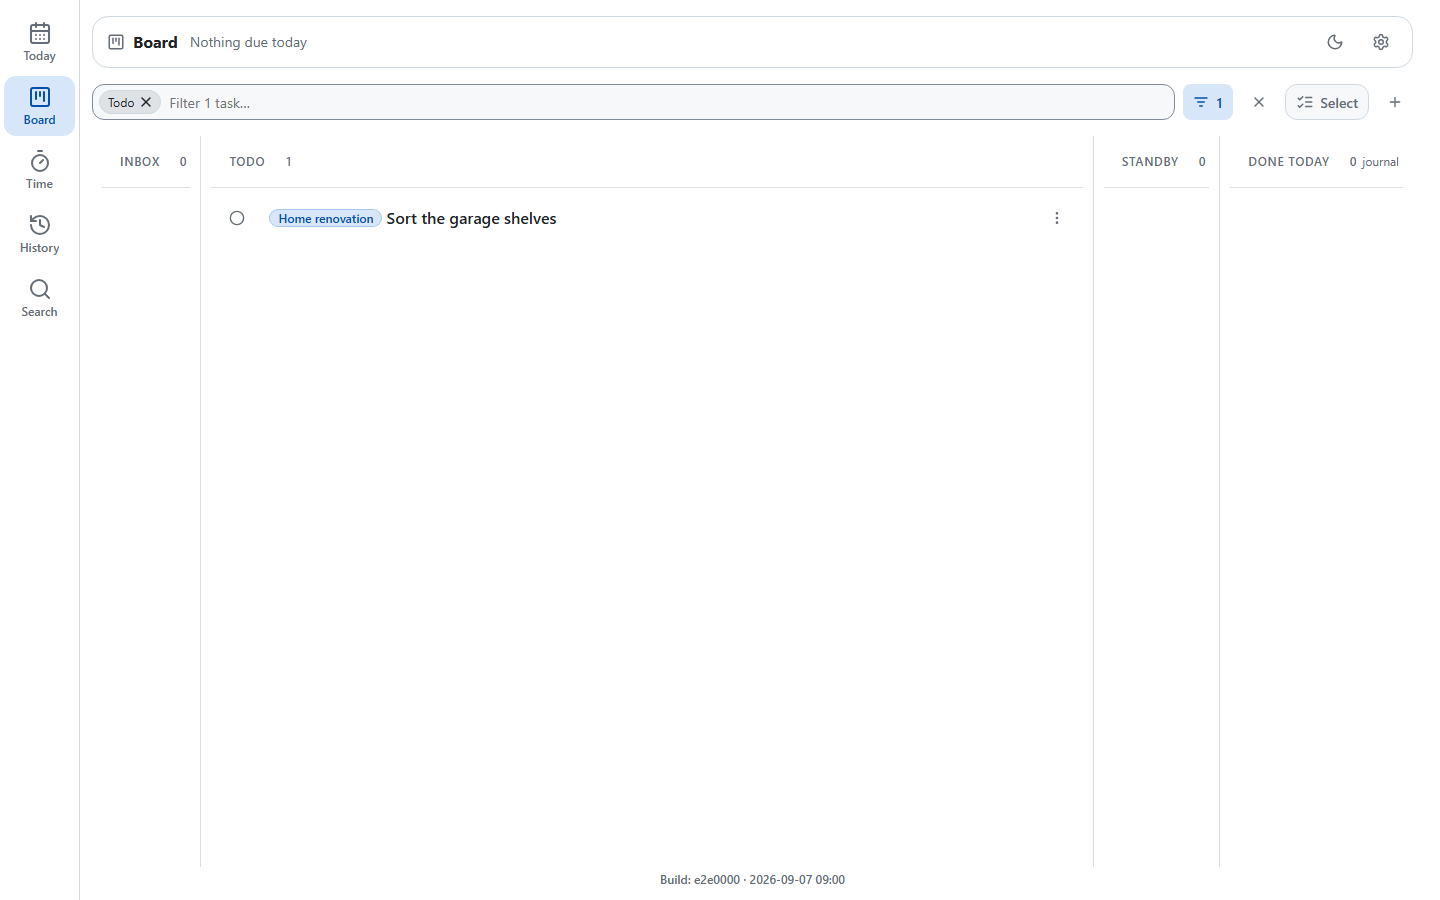 Today
Board
Time
History
Search
Board Nothing due today
Todo Filter 1 task...
1
Select
INBOX 0
TODO 1
STANDBY 0
DONE TODAY 0 journal
Home renovation Sort the garage shelves
Build: e2e0000 · 2026-09-07 09:00